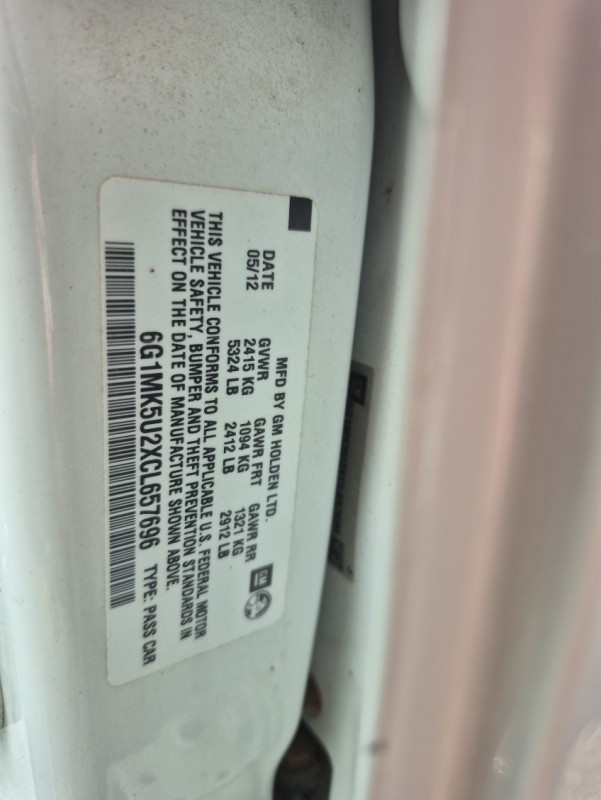 MFD BY GM HOLDEN LTD.
DATE GVWR GAWR FRT GAWR RR
05/12 2415 KG 1094 KG 1321 KG
5324 LB 2412 LB 2912 LB
GM
THIS VEHICLE CONFORMS TO ALL APPLICABLE U.S. FEDERAL MOTOR
VEHICLE SAFETY, BUMPER AND THEFT PREVENTION STANDARDS IN
EFFECT ON THE DATE OF MANUFACTURE SHOWN ABOVE.
6G1MK5U2XCL657696 TYPE: PASS CAR